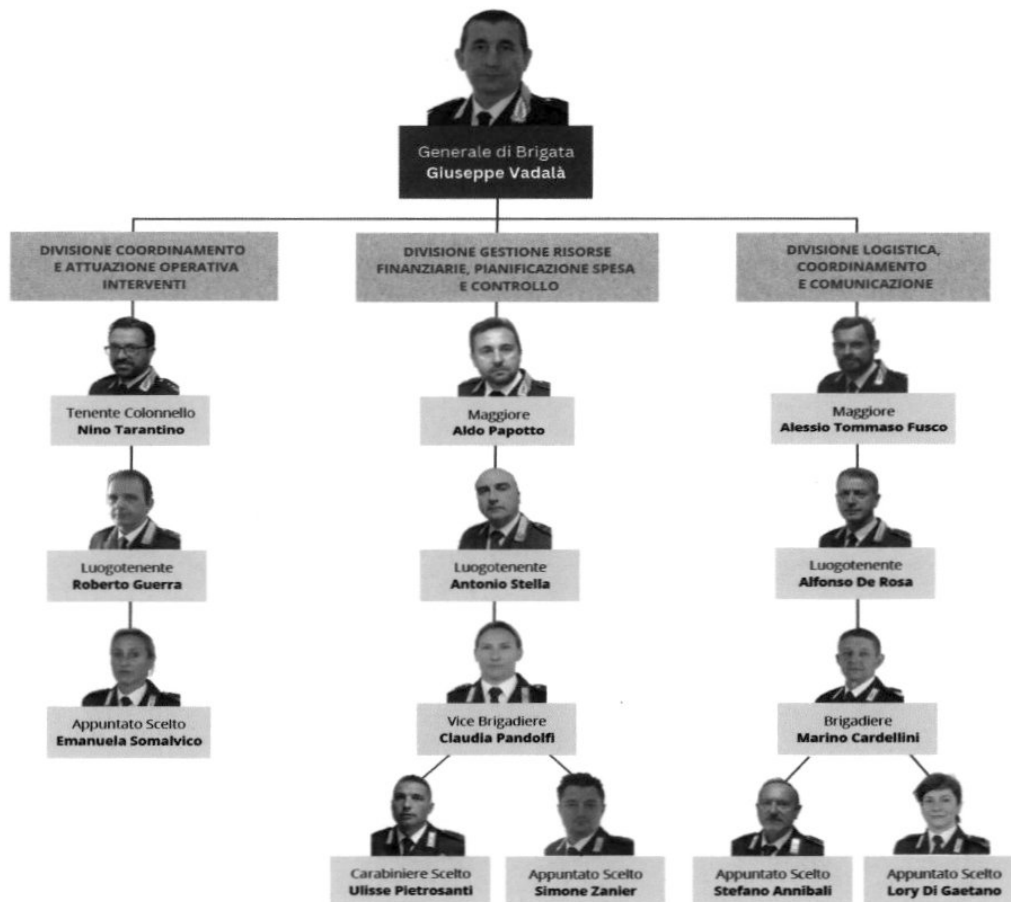 Generale di Brigata
Giuseppe Vadalà
DIVISIONE COORDINAMENTO
E ATTUAZIONE OPERATIVA
INTERVENTI
DIVISIONE GESTIONE RISORSE
FINANZIARIE, PIANIFICAZIONE SPESA
E CONTROLLO
DIVISIONE LOGISTICA,
COORDINAMENTO
E COMUNICAZIONE
Tenente Colonnello
Nino Tarantino
Maggiore
Aldo Papotto
Maggiore
Alessio Tommaso Fusco
Luogotenente
Roberto Guerra
Luogotenente
Antonio Stella
Luogotenente
Alfonso De Rosa
Appuntato Scelto
Emanuela Somalvico
Vice Brigadiere
Claudia Pandolfi
Brigadiere
Marino Cardellini
Carabiniere Scelto
Ulisse Pietrosanti
Appuntato Scelto
Simone Zanier
Appuntato Scelto
Stefano Annibali
Appuntato Scelto
Lory Di Gaetano